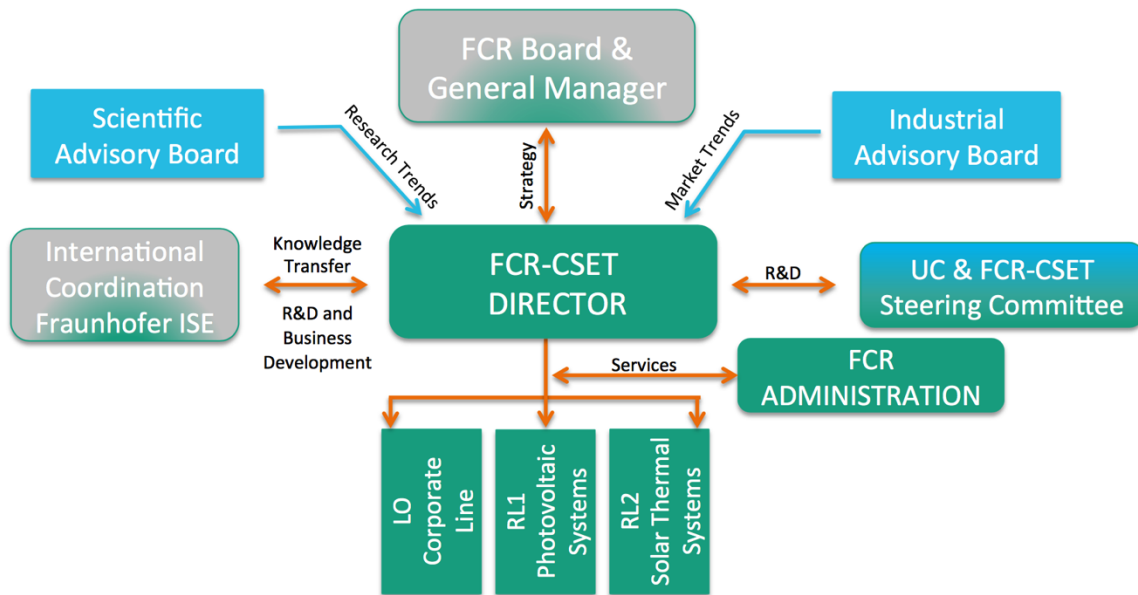 FCR Board &
General Manager
Scientific
Advisory Board
Research Trends
Strategy
Market Trends
Industrial
Advisory Board
International
Coordination
Fraunhofer ISE
Knowledge
Transfer
R&D and
Business
Development
FCR-CSET
DIRECTOR
R&D
UC & FCR-CSET
Steering Committee
Services
FCR
ADMINISTRATION
LO
Corporate
Line
RL1
Photovoltaic
Systems
RL2
Solar Thermal
Systems